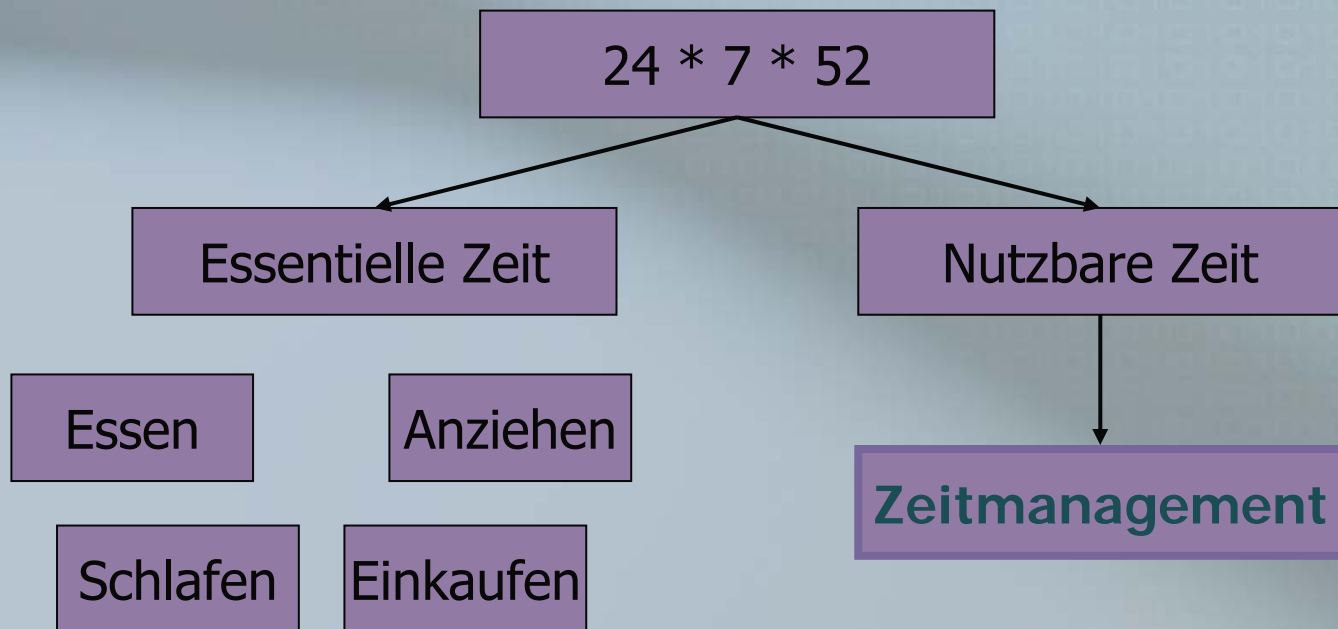 24 * 7 * 52
Essentielle Zeit
Nutzbare Zeit
Essen
Anziehen
Zeitmanagement
Schlafen
Einkaufen